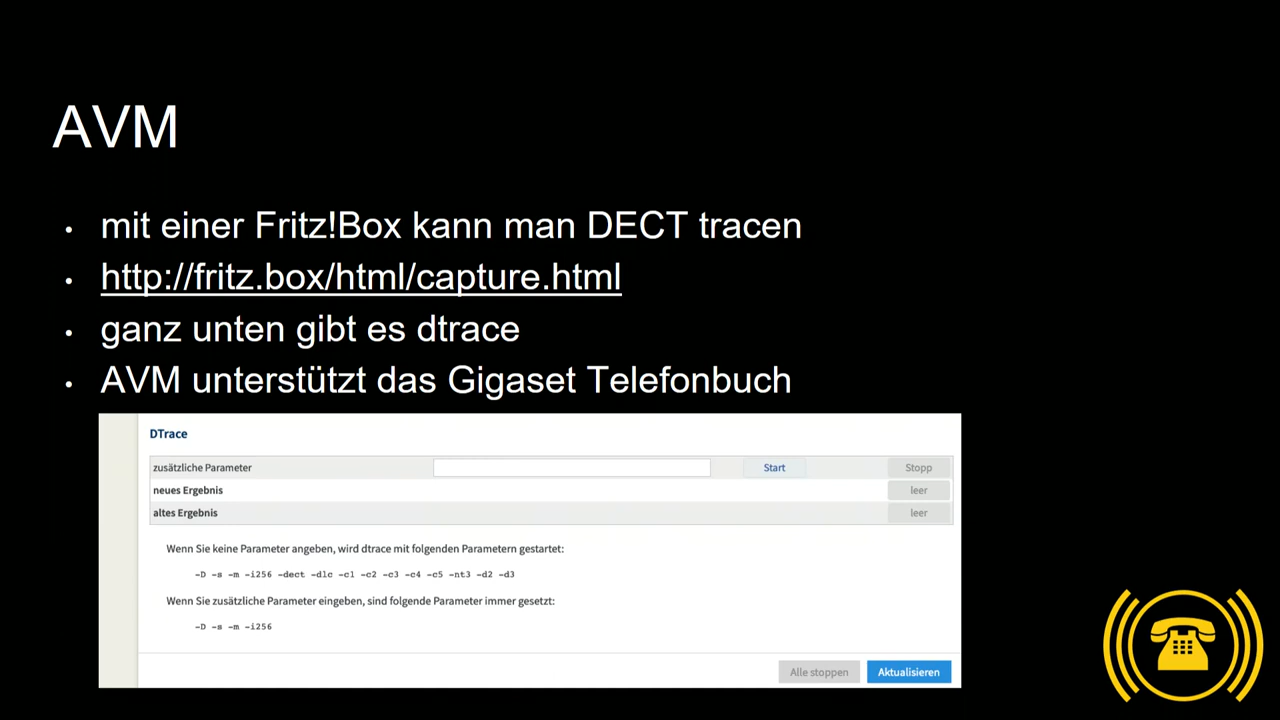 AVM
• mit einer Fritz!Box kann man DECT tracen
• http://fritz.box/html/capture.html
• ganz unten gibt es dtrace
• AVM unterstützt das Gigaset Telefonbuch
DTrace
zusätzliche Parameter Start Stopp
neues Ergebnis leer
altes Ergebnis leer
Wenn Sie keine Parameter angeben, wird dtrace mit folgenden Parametern gestartet:
-D -s -m -i256 -dect -dlc -c1 -c2 -c3 -c4 -c5 -nt3 -d2 -d3
Wenn Sie zusätzliche Parameter eingeben, sind folgende Parameter immer gesetzt:
-D -s -m -i256
Alle stoppen Aktualisieren